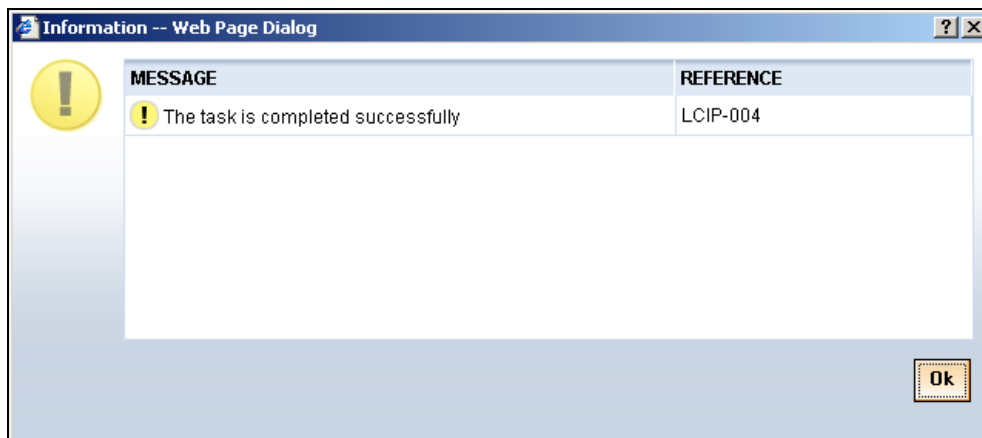 Information -- Web Page Dialog
MESSAGE REFERENCE
The task is completed successfully LCIP-004
Ok